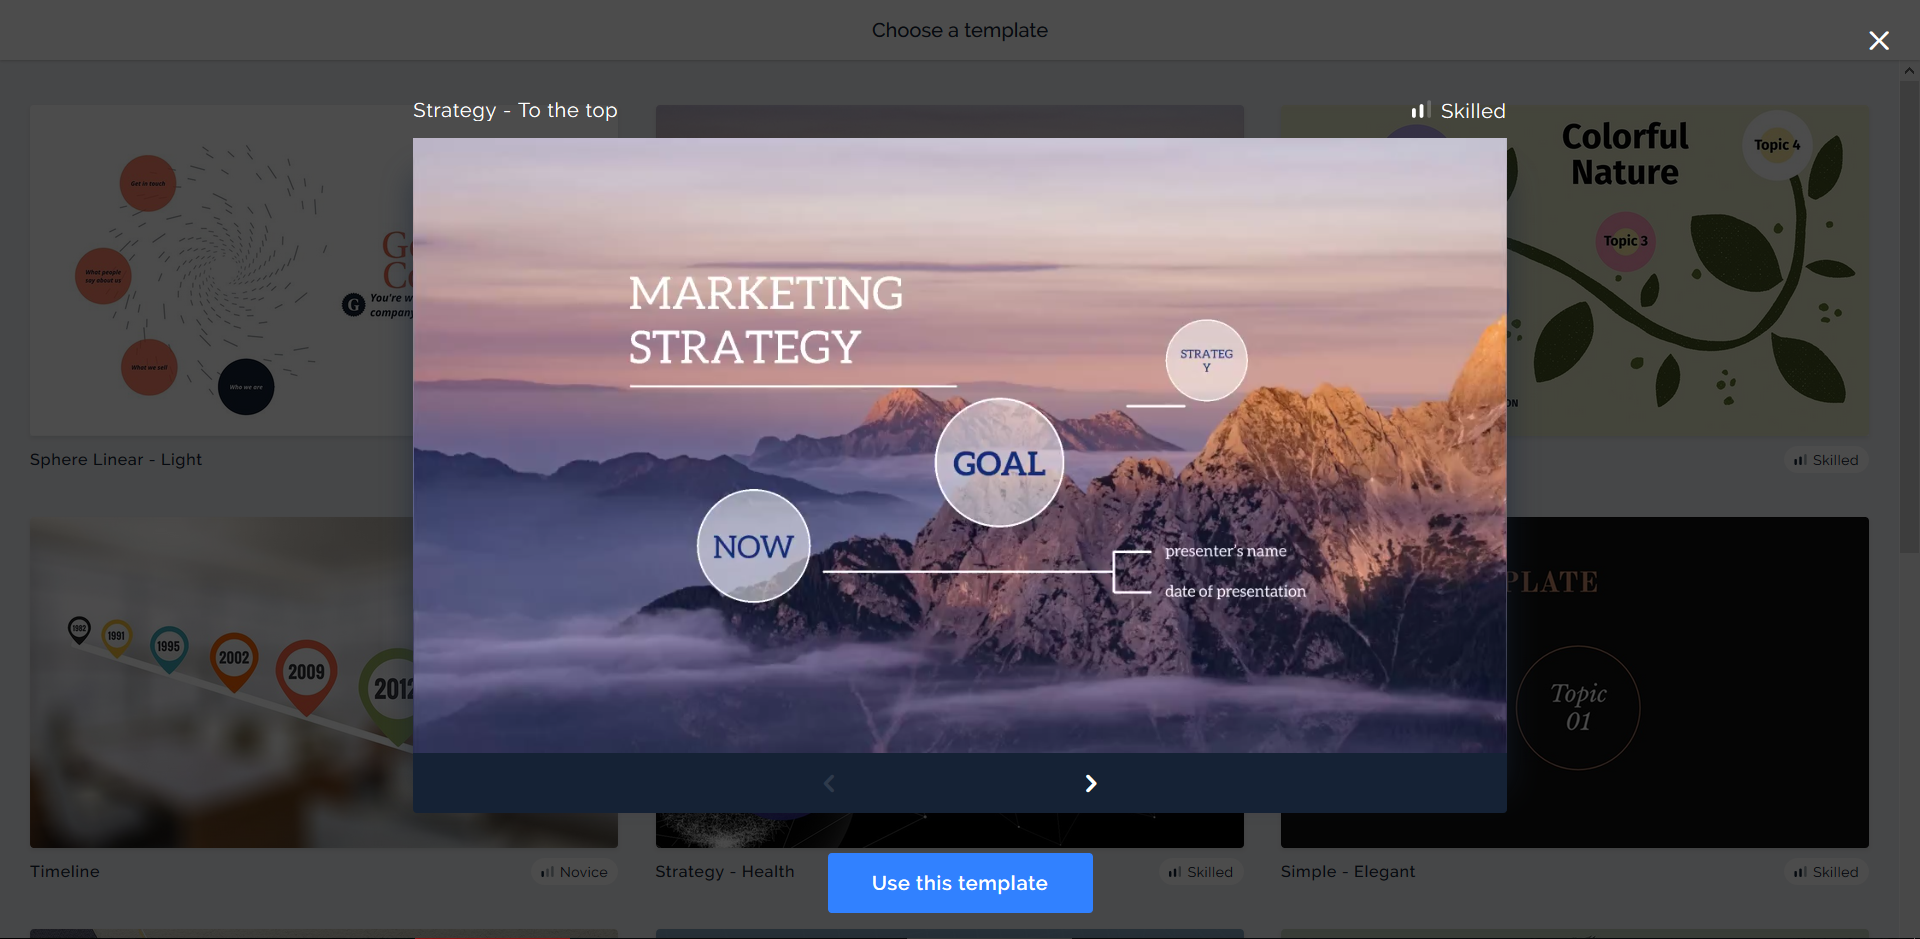 Choose a template
Strategy - To the top
Skilled
MARKETING
STRATEGY
STRATEG
Y
GOAL
NOW
presenter's name
date of presentation
Use this template
Get in touch
What people
say about us
What we sell
Who we are
G
You're w
company
Sphere Linear - Light
Colorful
Nature
Topic 4
Topic 3
ON
Skilled
1982
1991
1995
2002
2009
2012
Timeline
Novice
Strategy - Health
Skilled
PLATE
Topic
01
Simple - Elegant
Skilled